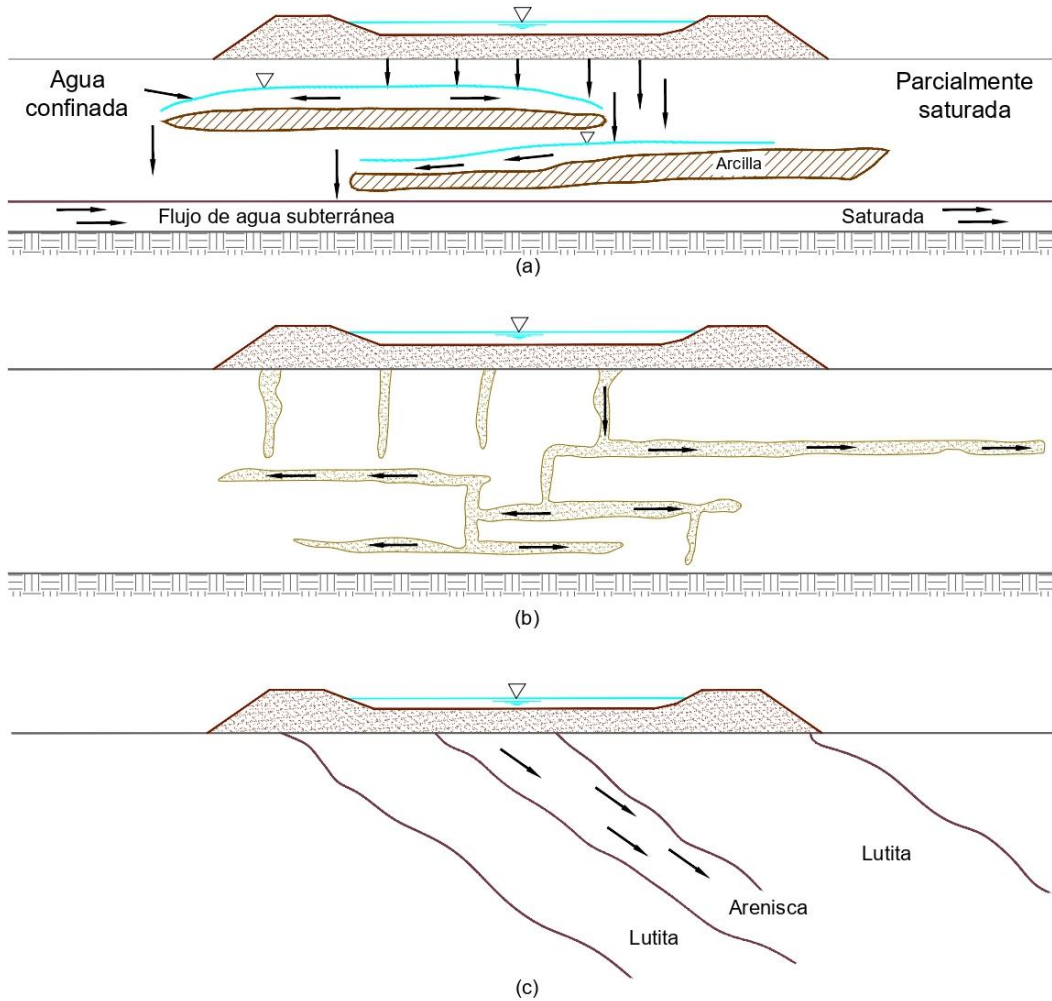 Agua
confinada
Parcialmente
saturada
Arcilla
Flujo de agua subterránea
Saturada
(a)
(b)
Lutita
Arenisca
Lutita
(c)